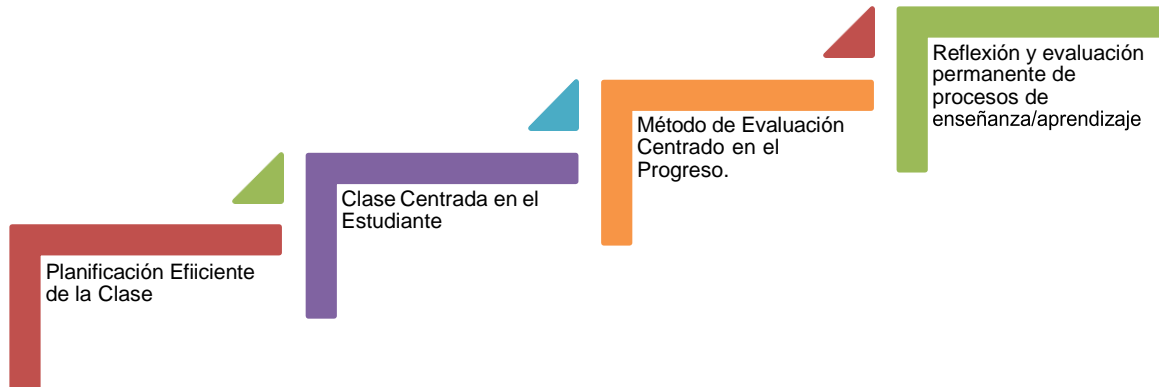 Planificación Efiiciente
de la Clase
Clase Centrada en el
Estudiante
Método de Evaluación
Centrado en el
Progreso.
Reflexión y evaluación
permanente de
procesos de
enseñanza/aprendizaje